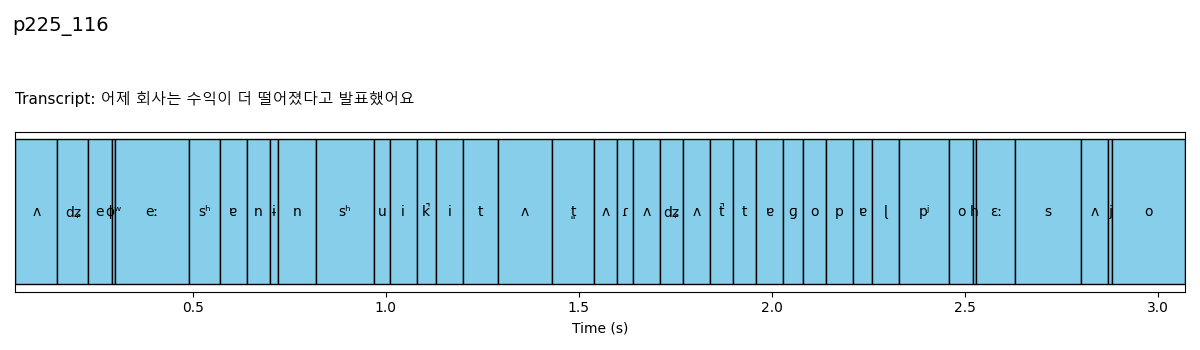 p225_116
Transcript: 어제 회사는 수익이 더 떨어졌다고 발표했어요
ʌ dʑ e ɸʷ eː sʰ ɐ n ɨ n sʰ u i k̚ i t ʌ t͈ ʌ ɾ ʌ dʑ ʌ t̚ t ɐ ɡ o p ɐ ɭ pʲ o h ɛː s ʌ j o
0.5 1.0 1.5 2.0 2.5 3.0
Time (s)